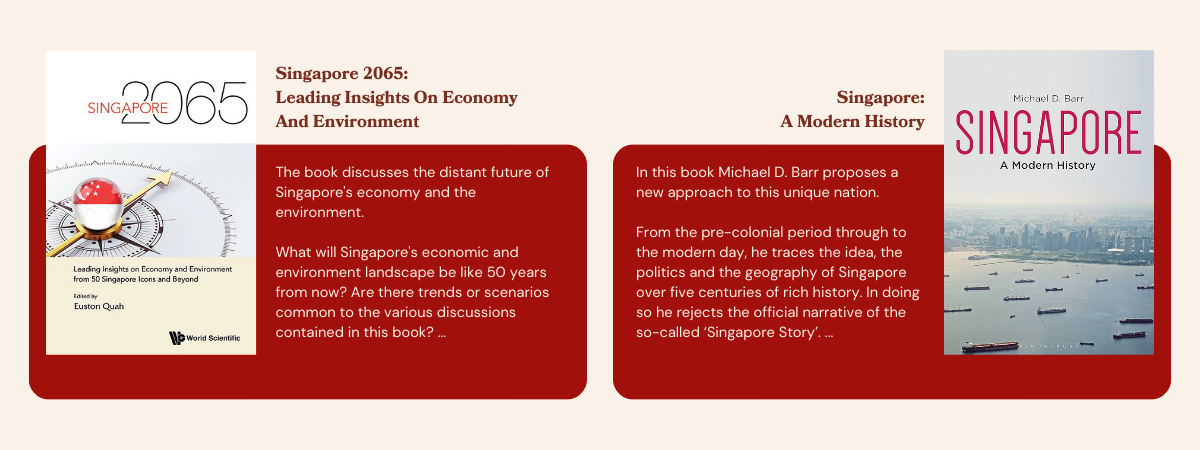 SINGAPORE 2065
Leading Insights on Economy and Environment
from 50 Singapore Icons and Beyond
Edited by
Euston Quah
World Scientific
Singapore 2065:
Leading Insights On Economy
And Environment
The book discusses the distant future of
Singapore's economy and the
environment.
What will Singapore's economic and
environment landscape be like 50 years
from now? Are there trends or scenarios
common to the various discussions
contained in this book? ...
Singapore:
A Modern History
In this book Michael D. Barr proposes a
new approach to this unique nation.
From the pre-colonial period through to
the modern day, he traces the idea, the
politics and the geography of Singapore
over five centuries of rich history. In doing
so he rejects the official narrative of the
so-called ‘Singapore Story’. ...
Michael D. Barr
SINGAPORE
A Modern History